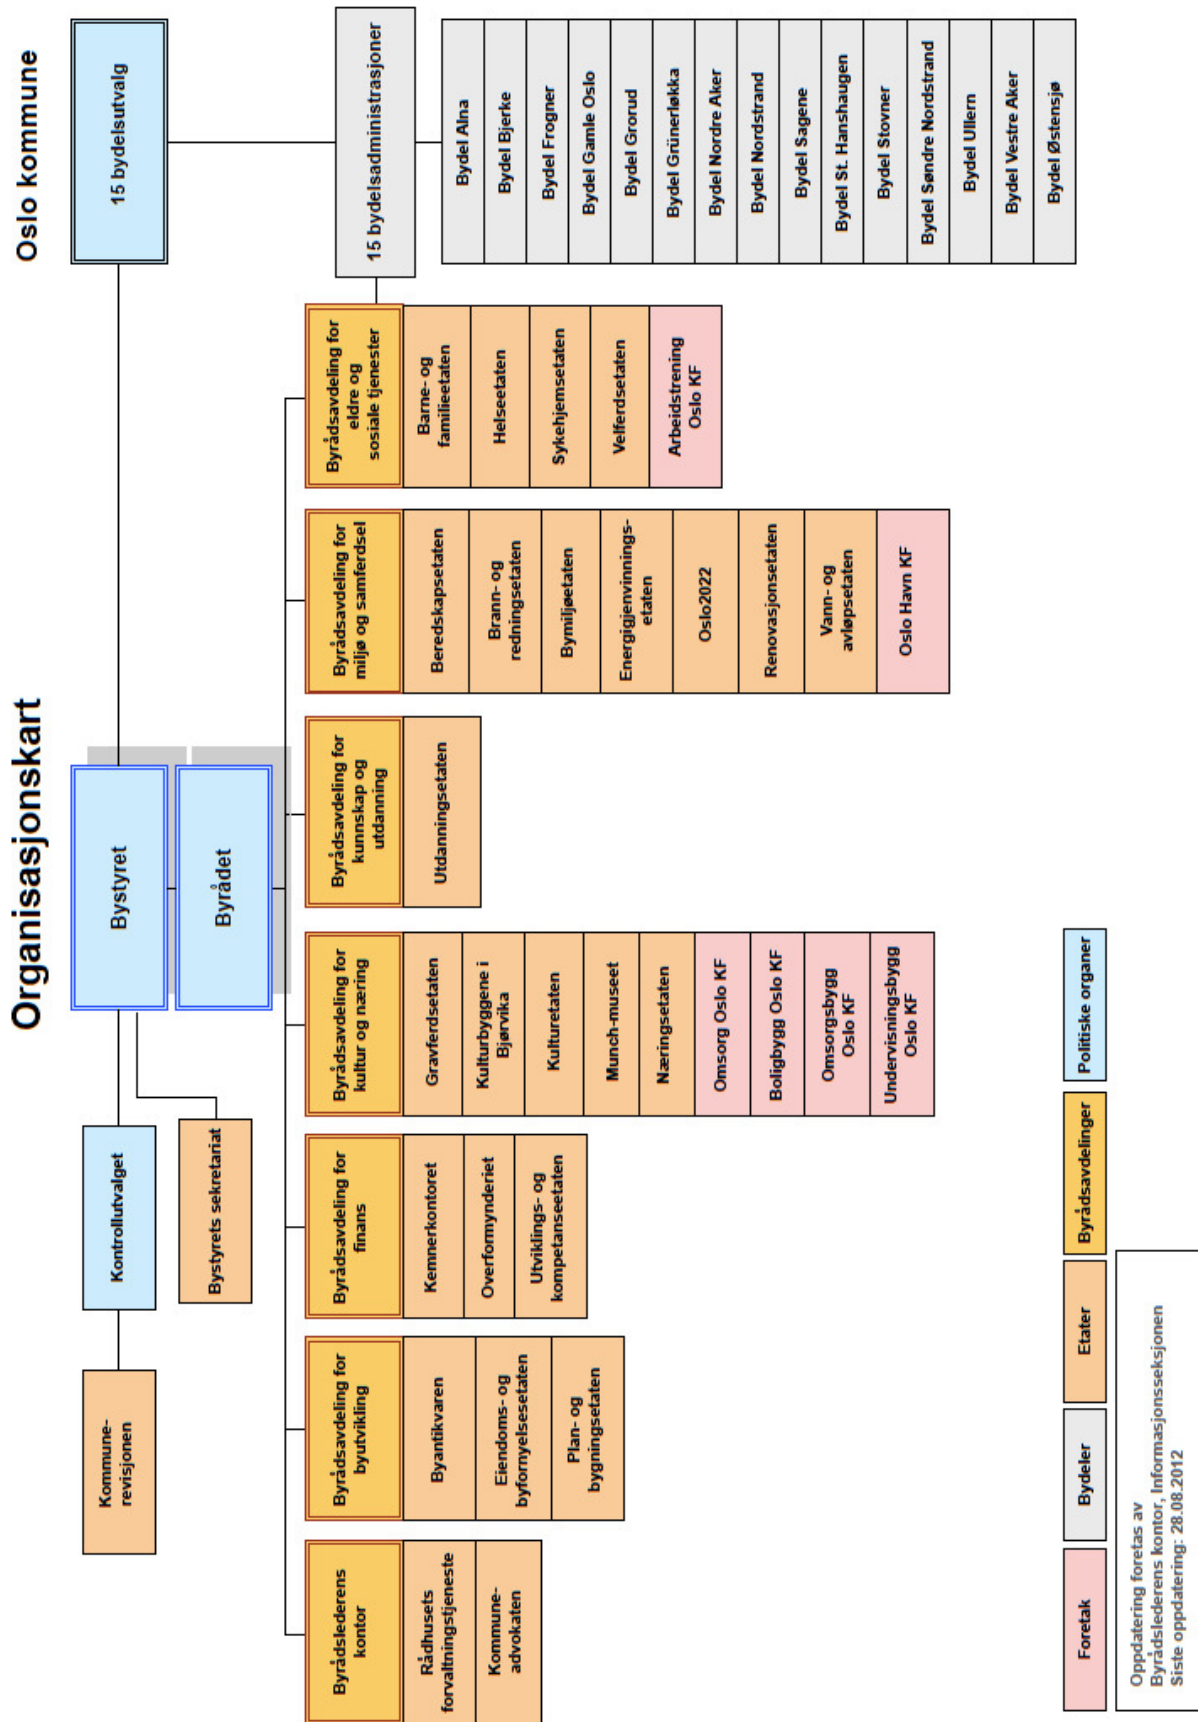 Organisasjonskart
Oslo kommune
Kommune-
revisjonen
Kontrollutvalget
Bystyret
15 bydelsutvalg
Bystyrets sekretariat
Byrådet
Byrådslederens
kontor
Rådhusets
forvaltningstjeneste
Kommune-
advokaten
Byrådsavdeling for
byutvikling
Byantikvaren
Eiendoms- og
byfornyelsesetaten
Plan- og
bygningsetaten
Byrådsavdeling for
finans
Kemnerkontoret
Overformynderiet
Utviklings- og
kompetanseetaten
Byrådsavdeling for
kultur og næring
Gravferdsetaten
Kulturbyggene i
Bjørvika
Kulturetaten
Munch-museet
Næringsetaten
Omsorg Oslo KF
Boligbygg Oslo KF
Omsorgsbygg
Oslo KF
Undervisningsbygg
Oslo KF
Byrådsavdeling for
kunnskap og
utdanning
Utdanningsetaten
Byrådsavdeling for
miljø og samferdsel
Beredskapsetaten
Brann- og
redningsetaten
Bymiljøetaten
Energigjenvinnings-
etaten
Oslo2022
Renovasjonsetaten
Vann- og
avløpsetaten
Oslo Havn KF
Byrådsavdeling for
eldre og
sosiale tjenester
Barne- og
familieetaten
Helseetaten
Sykehjemsetaten
Velferdsetaten
Arbeidstrening
Oslo KF
15 bydelsadministrasjoner
Bydel Alna
Bydel Bjerke
Bydel Frogner
Bydel Gamle Oslo
Bydel Grorud
Bydel Grünerløkka
Bydel Nordre Aker
Bydel Nordstrand
Bydel Sagene
Bydel St. Hanshaugen
Bydel Stovner
Bydel Søndre Nordstrand
Bydel Ullern
Bydel Vestre Aker
Bydel Østensjø
Foretak
Bydeler
Etater
Byrådsavdelinger
Politiske organer
Oppdatering foretas av
Byrådslederens kontor, Informasjonsseksjonen
Siste oppdatering: 28.08.2012